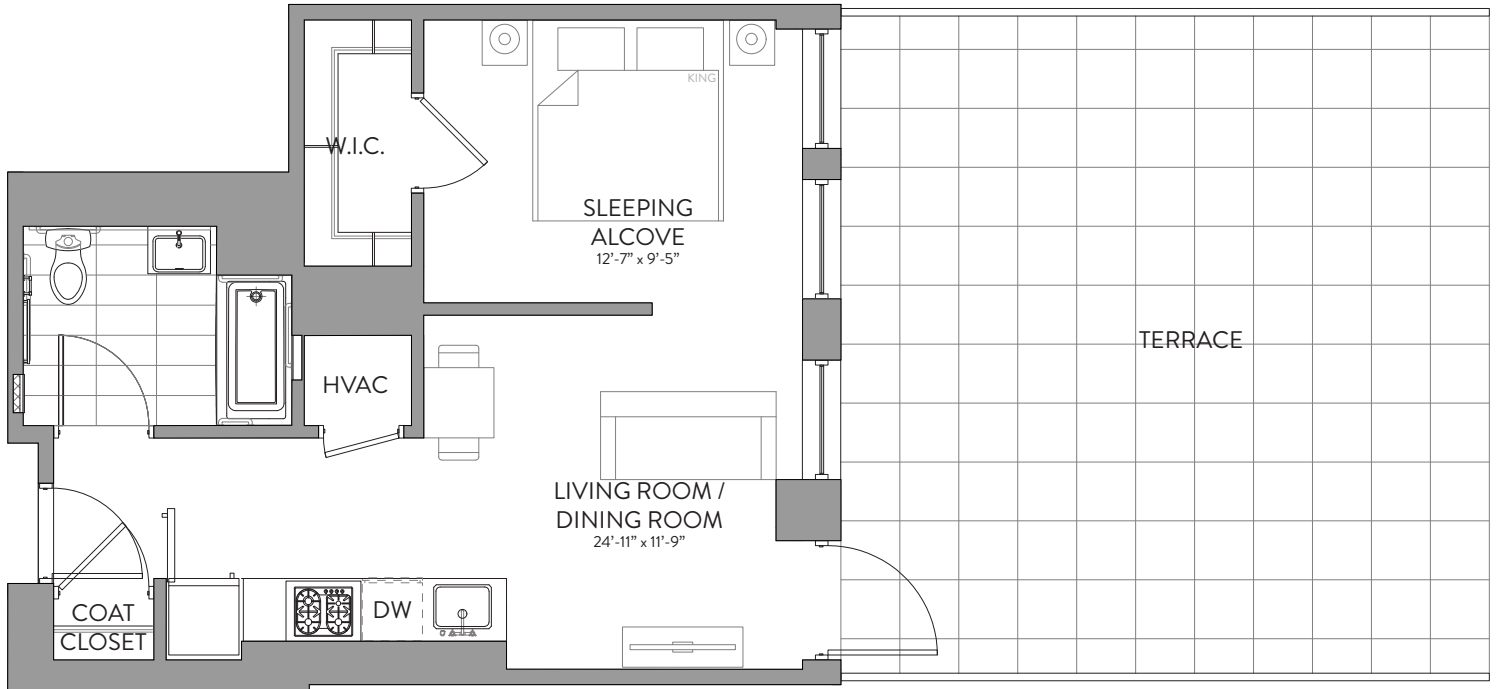 KING
W.I.C.
SLEEPING
ALCOVE
12'-7" x 9'-5"
TERRACE
HVAC
LIVING ROOM /
DINING ROOM
24'-11" x 11'-9"
COAT
CLOSET
DW